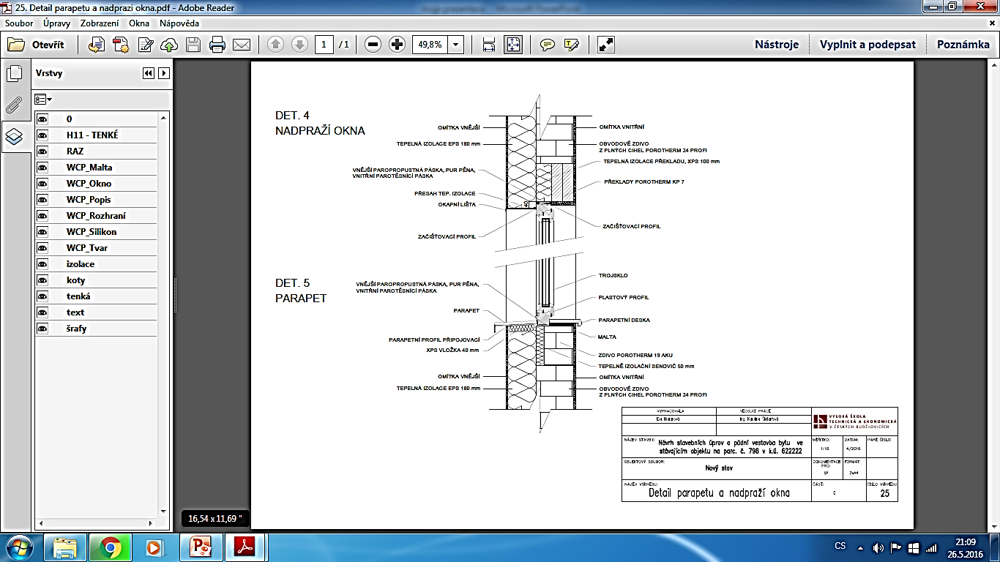 25. Detail parapetu a nadprazi okna.pdf - Adobe Reader
Soubor Úpravy Zobrazení Okna Nápověda
Otevřít
1 / 1
49,8%
Nástroje
Vyplnit a podepsat
Poznámka
Vrstvy
0
H11 - TENKÉ
RAZ
WCP_Malta
WCP_Okno
WCP_Popis
WCP_Rozhraní
WCP_Silikon
WCP_Tvar
izolace
koty
tenká
text
šrafy
16,54 x 11,69 "
DET. 4
NADPRAŽÍ OKNA
OMÍTKA VNĚJŠÍ
TEPELNÁ IZOLACE EPS 180 mm
VNĚJŠÍ PAROPROPUSTNÁ PÁSKA, PUR PĚNA,
VNITŘNÍ PAROTĚSNÍCÍ PÁSKA
PŘESAH TEP. IZOLACE
OKAPNÍ LIŠTA
ZAČIŠŤOVACÍ PROFIL
40
OMÍTKA VNITŘNÍ
OBVODOVÉ ZDIVO
Z PLNÝCH CIHEL POROTHERM 24 PROFI
TEPELNÁ IZOLACE PŘEKLADU, XPS 100 mm
PŘEKLADY POROTHERM KP 7
ZAČIŠŤOVACÍ PROFIL
DET. 5
PARAPET
VNĚJŠÍ PAROPROPUSTNÁ PÁSKA, PUR PĚNA,
VNITŘNÍ PAROTĚSNÍCÍ PÁSKA
PARAPET
PARAPETNÍ PROFIL PŘIPOJOVACÍ
XPS VLOŽKA 40 mm
OMÍTKA VNĚJŠÍ
TEPELNÁ IZOLACE EPS 180 mm
TROJSKLO
PLASTOVÝ PROFIL
PARAPETNÍ DESKA
MALTA
ZDIVO POROTHERM 19 AKU
TEPELNĚ IZOLAČNÍ SENDVIČ 50 mm
OMÍTKA VNITŘNÍ
OBVODOVÉ ZDIVO
Z PLNÝCH CIHEL POROTHERM 24 PROFI
VYPRACOVALA
VEDOUCÍ PRÁCE
Ing. Karolina
VYSOKÁ ŠKOLA
TECHNICKÁ A EKONOMICKÁ
V ČESKÝCH BUDĚJOVICÍCH
NÁZEV STAVBY:
Návrh stavebních úprav a půdní vestavba bytu ve
stávajícím objektu na parc. č. 798 v k.ú. 622222
MĚŘÍTKO:
1:10
DATUM:
4/2016
PARÉ ČÍSLO:
OBJEKTOVÝ SOUBOR:
Nový stav
DOKUMENTACE
PRO:
SP
FORMÁT:
2xA4
NÁZEV VÝKRESU:
Detail parapetu a nadpraží okna
ČÁST:
C
ČÍSLO VÝKRESU
25
CS
21:09
26.5.2016